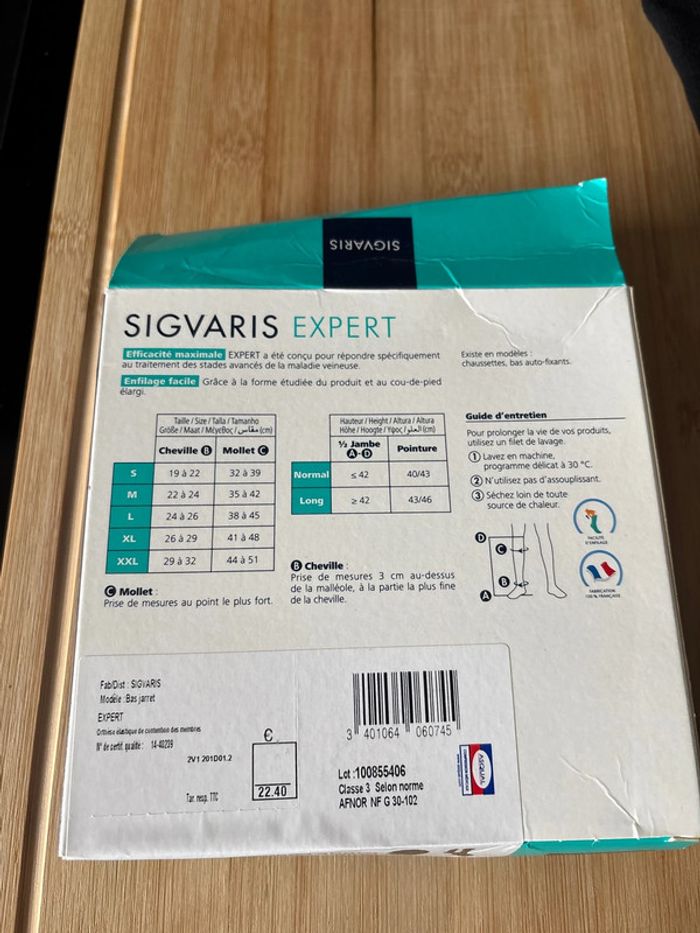 SIGVARIS
SIGVARIS EXPERT
Efficacité maximale EXPERT a été conçu pour répondre spécifiquement
au traitement des stades avancés de la maladie veineuse.
Enfilage facile Grâce à la forme étudiée du produit et au cou-de-pied
élargi.
Existe en modèles :
chaussettes, bas auto-fixants.
Taille / Size / Talla / Tamanho
Größe / Maat / Μέγεθος / مقاس (cm)
Cheville B Mollet C
S 19 à 22 32 à 39
M 22 à 24 35 à 42
L 24 à 26 38 à 45
XL 26 à 29 41 à 48
XXL 29 à 32 44 à 51
Hauteur / Height / Altura / Altura
Höhe / Hoogte / Υψος / العلو (cm)
½ Jambe A-D Pointure
Normal ≤ 42 40/43
Long ≥ 42 43/46
C Mollet :
Prise de mesures au point le plus fort.
B Cheville :
Prise de mesures 3 cm au-dessus
de la malléole, à la partie la plus fine
de la cheville.
Guide d'entretien
Pour prolonger la vie de vos produits,
utilisez un filet de lavage.
1 Lavez en machine,
programme délicat à 30 °C.
2 N'utilisez pas d'assouplissant.
3 Séchez loin de toute
source de chaleur.
D
C
B
A
FACILITÉ
D'ENFILAGE
FABRICATION
100 % FRANÇAISE
Fab/Dist : SIGVARIS
Modèle :Bas jarret
EXPERT
Orthèse élastique de contention des membres
N° de certif. qualité : 14-40239
2V1 201D01.2
Tar. resp. TTC
€
22.40
3 401064 060745
Lot :100855406
Classe 3 Selon norme
AFNOR NF G 30-102
ASQUAL